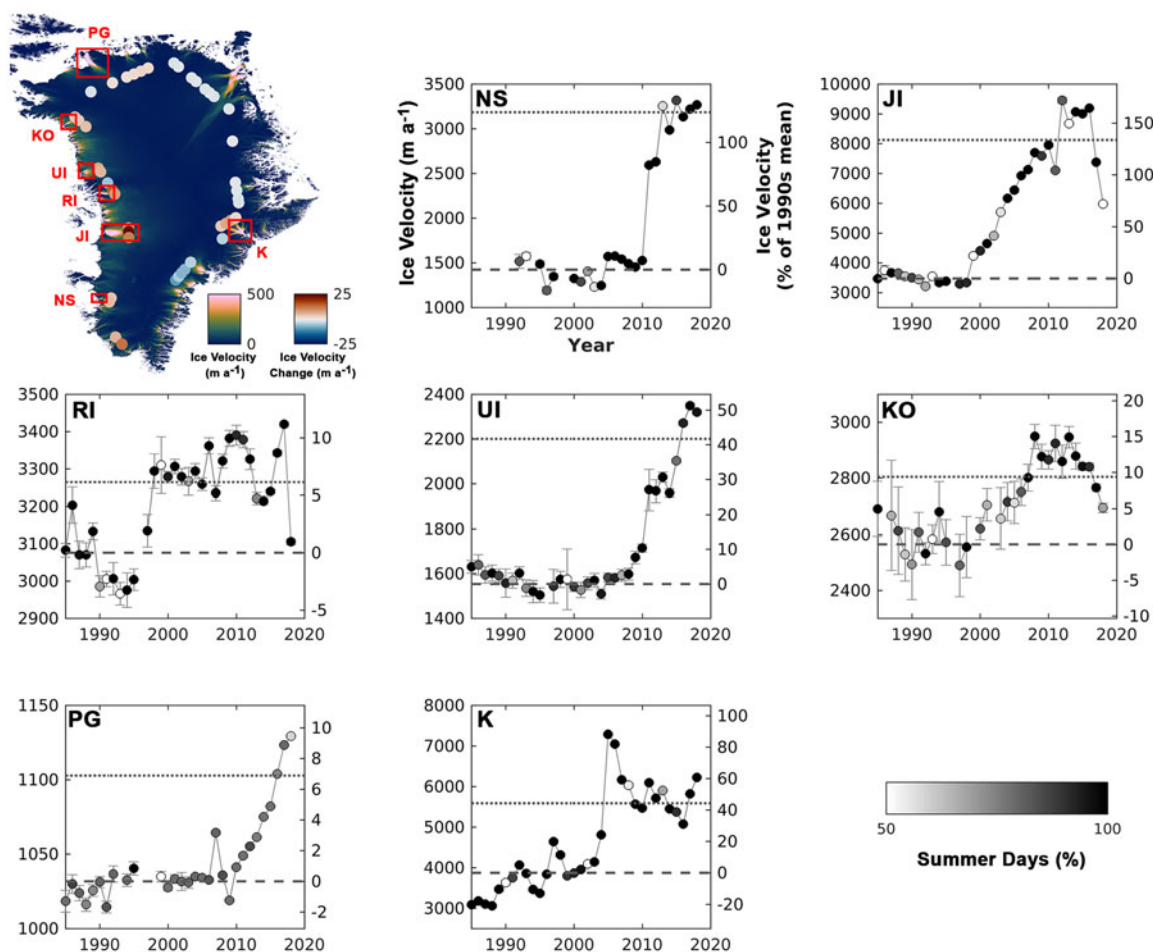 PG
KO
UI
RI
JI
K
NS
500
0
Ice Velocity
(m a⁻¹)
25
-25
Ice Velocity
Change (m a⁻¹)
NS
3500
3000
2500
2000
1500
1000
100
50
0
1990 2000 2010 2020
Year
Ice Velocity (m a⁻¹)
Ice Velocity
(% of 1990s mean)
JI
10000
9000
8000
7000
6000
5000
4000
3000
150
100
50
0
1990 2000 2010 2020
RI
3500
3400
3300
3200
3100
3000
2900
10
5
0
-5
1990 2000 2010 2020
UI
2400
2200
2000
1800
1600
1400
50
40
30
20
10
0
1990 2000 2010 2020
KO
3000
2800
2600
2400
20
15
10
5
0
-5
-10
1990 2000 2010 2020
PG
1150
1100
1050
1000
10
8
6
4
2
0
-2
1990 2000 2010 2020
K
8000
7000
6000
5000
4000
3000
100
80
60
40
20
0
-20
1990 2000 2010 2020
50 100
Summer Days (%)